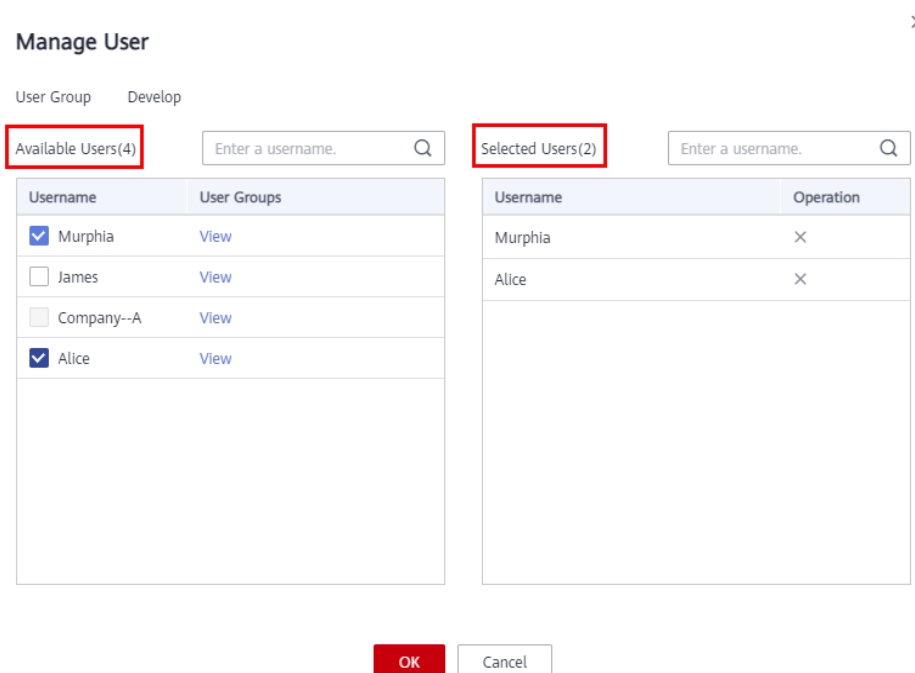 Manage User
User Group Develop
Available Users(4) Enter a username. Selected Users(2) Enter a username.
Username User Groups Username Operation
Murphia View Murphia
James View Alice
Company--A View
Alice View
OK Cancel